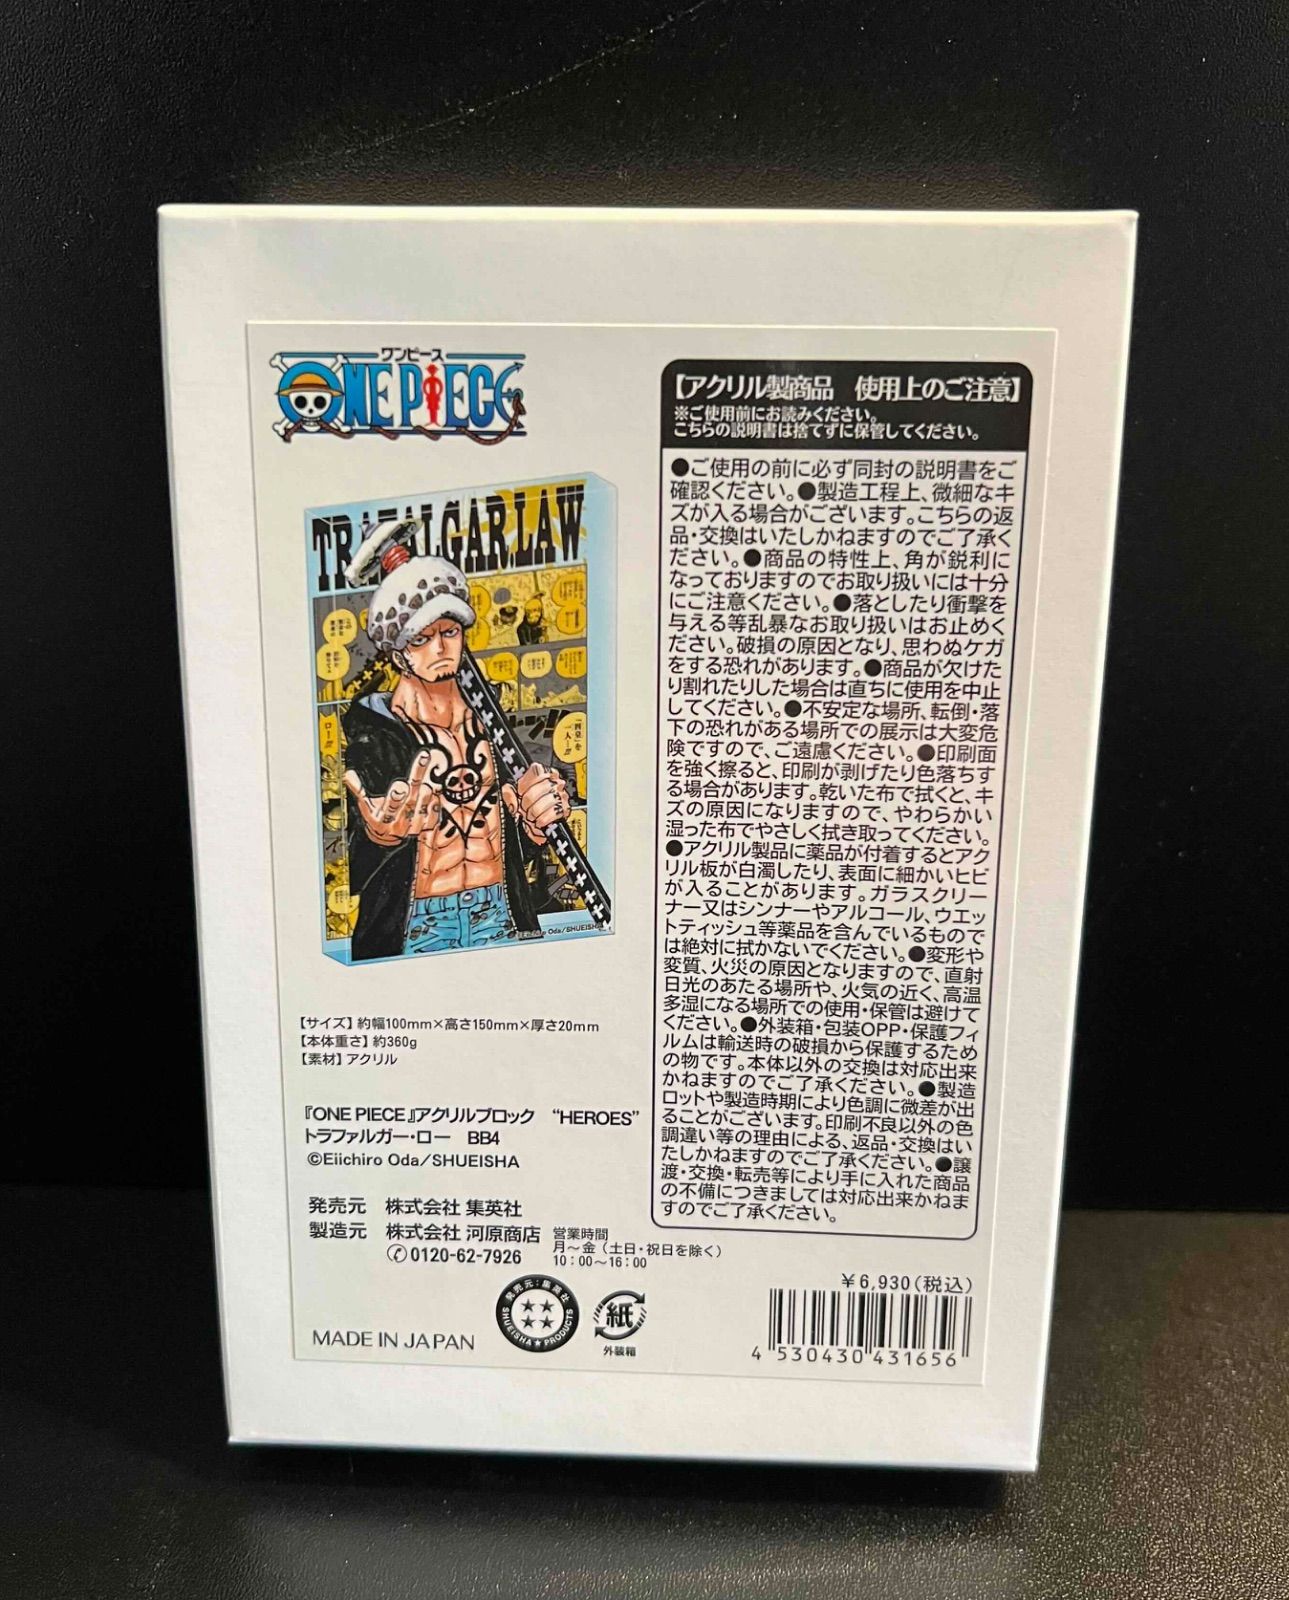 ワンピース
ONE PIECE
TRAFALGAR.LAW
「四皇」を
一人…!!
ロー!!!
©Eiichiro Oda/SHUEISHA
【サイズ】約幅100mm×高さ150mm×厚さ20mm
【本体重さ】約360g
【素材】アクリル
『ONE PIECE』アクリルブロック “HEROES”
トラファルガー・ロー BB4
©Eiichiro Oda/SHUEISHA
発売元 株式会社 集英社
製造元 株式会社 河原商店
0120-62-7926
営業時間
月～金（土日・祝日を除く）
10：00～16：00
MADE IN JAPAN
発売元:集英社
SHUEISHA★PRODUCTS
紙
外装箱
【アクリル製商品 使用上のご注意】
※ご使用前にお読みください。
こちらの説明書は捨てずに保管してください。
●ご使用の前に必ず同封の説明書をご
確認ください。●製造工程上、微細なキ
ズが入る場合がございます。こちらの返
品・交換はいたしかねますのでご了承く
ださい。●商品の特性上、角が鋭利に
なっておりますのでお取り扱いには十分
にご注意ください。●落としたり衝撃を
与える等乱暴なお取り扱いはお止めく
ださい。破損の原因となり、思わぬケガ
をする恐れがあります。●商品が欠けた
り割れたりした場合は直ちに使用を中止
してください。●不安定な場所、転倒・落
下の恐れがある場所での展示は大変危
険ですので、ご遠慮ください。●印刷面
を強く擦ると、印刷が剥げたり色落ちす
る場合があります。乾いた布で拭くと、キ
ズの原因になりますので、やわらかい
湿った布でやさしく拭き取ってください。
●アクリル製品に薬品が付着するとアク
リル板が白濁したり、表面に細かいヒビ
が入ることがあります。ガラスクリー
ナー又はシンナーやアルコール、ウエッ
トティッシュ等薬品を含んでいるもので
は絶対に拭かないでください。●変形や
変質、火災の原因となりますので、直射
日光のあたる場所や、火気の近く、高温
多湿になる場所での使用・保管は避けて
ください。●外装箱・包装OPP・保護フィ
ルムは輸送時の破損から保護するため
の物です。本体以外の交換は対応出来
かねますのでご了承ください。●製造
ロットや製造時期により色調に微差が出
ることがございます。印刷不良以外の色
調違い等の理由による、返品・交換はい
たしかねますのでご了承ください。●譲
渡・交換・転売等により手に入れた商品
の不備につきましては対応出来かねま
すのでご了承ください。
¥6,930(税込)
4 530430 431656